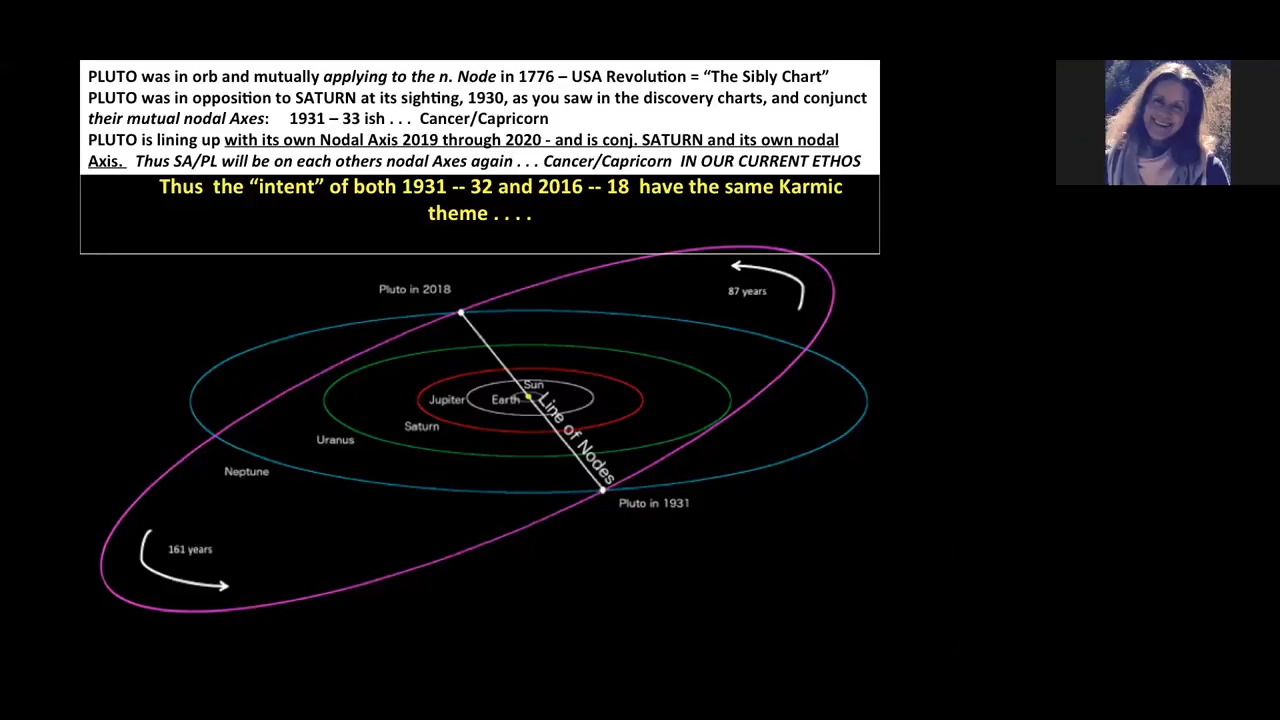 PLUTO was in orb and mutually applying to the n. Node in 1776 – USA Revolution = “The Sibly Chart”
PLUTO was in opposition to SATURN at its sighting, 1930, as you saw in the discovery charts, and conjunct
their mutual nodal Axes: 1931 – 33 ish . . . Cancer/Capricorn
PLUTO is lining up with its own Nodal Axis 2019 through 2020 - and is conj. SATURN and its own nodal
Axis. Thus SA/PL will be on each others nodal Axes again . . . Cancer/Capricorn IN OUR CURRENT ETHOS
Thus the “intent” of both 1931 -- 32 and 2016 -- 18 have the same Karmic
theme . . . .
Pluto in 2018
87 years
Sun
Jupiter
Earth
Line of Nodes
Saturn
Uranus
Neptune
Pluto in 1931
161 years